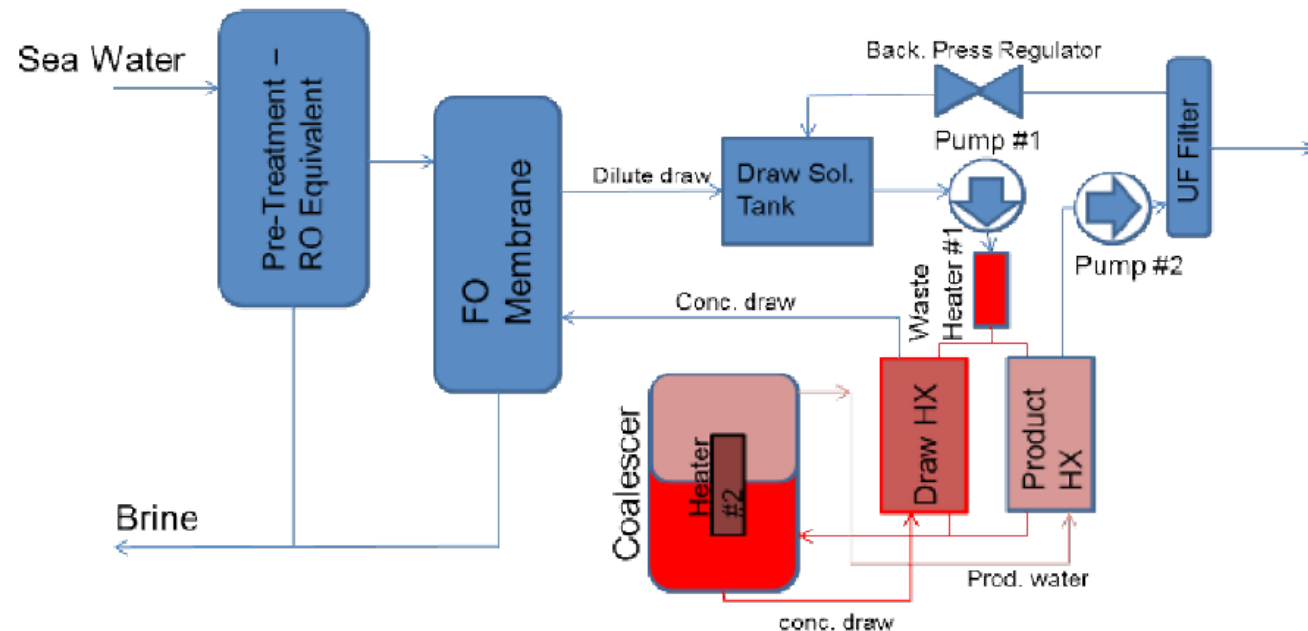 Sea Water
Pre-Treatment –
RO Equivalent
FO
Membrane
Dilute draw
Draw Sol.
Tank
Back. Press Regulator
Pump #1
UF Filter
Pump #2
Waste
Heater #1
Conc. draw
Draw HX
Product
HX
Coalescer
Heater
#2
Brine
Prod. water
conc. draw